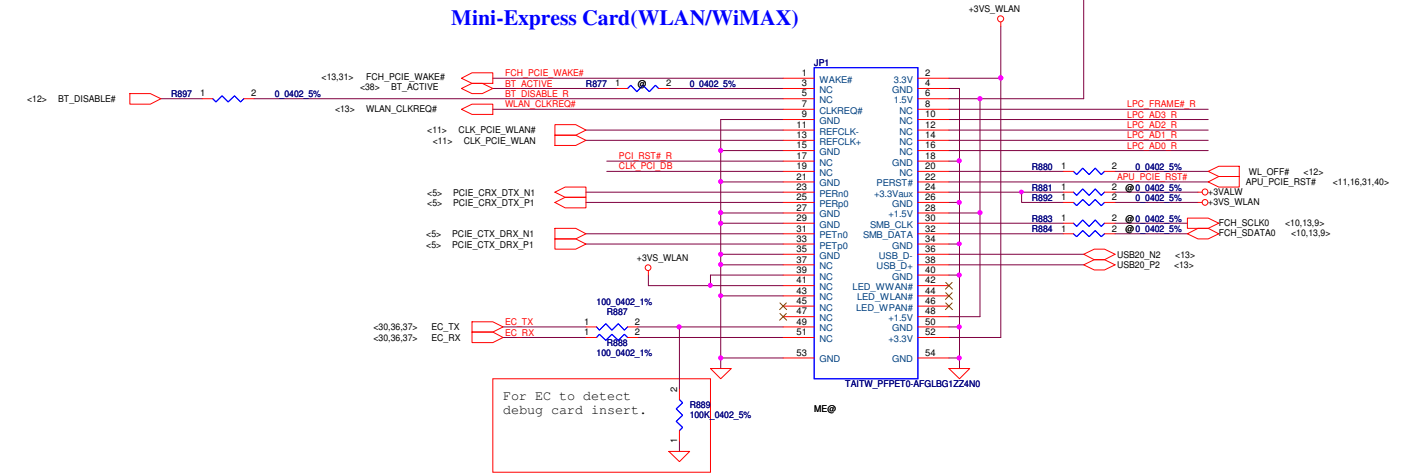 Mini-Express Card(WLAN/WiMAX)
+3VS_WLAN
JP1
<13,31> FCH_PCIE_WAKE# FCH_PCIE_WAKE# 1 WAKE# 3.3V 2
<38> BT_ACTIVE BT_ACTIVE R877 1 @ 2 0_0402_5% 3 NC GND 4
<12> BT_DISABLE# R897 1 2 0_0402_5% BT_DISABLE_R 5 NC 1.5V 6
<13> WLAN_CLKREQ# WLAN_CLKREQ# 7 CLKREQ# NC 8 LPC_FRAME#_R
9 GND NC 10 LPC_AD3_R
<11> CLK_PCIE_WLAN# 11 REFCLK- NC 12 LPC_AD2_R
<11> CLK_PCIE_WLAN 13 REFCLK+ NC 14 LPC_AD1_R
15 GND NC 16 LPC_AD0_R
PCI_RST#_R 17 NC GND 18
CLK_PCI_DB 19 NC NC 20 R880 1 2 0_0402_5% WL_OFF# <12>
21 GND PERST# 22 APU_PCIE_RST# APU_PCIE_RST# <11,16,31,40>
<5> PCIE_CRX_DTX_N1 23 PERn0 +3.3Vaux 24 R881 1 2 @0_0402_5% +3VALW
<5> PCIE_CRX_DTX_P1 25 PERp0 GND 26 R892 1 2 0_0402_5% +3VS_WLAN
27 GND +1.5V 28
29 GND SMB_CLK 30 R883 1 2 @0_0402_5% FCH_SCLK0 <10,13,9>
<5> PCIE_CTX_DRX_N1 31 PETn0 SMB_DATA 32 R884 1 2 @0_0402_5% FCH_SDATA0 <10,13,9>
<5> PCIE_CTX_DRX_P1 33 PETp0 GND 34
35 GND USB_D- 36 USB20_N2 <13>
+3VS_WLAN 37 NC USB_D+ 38 USB20_P2 <13>
39 NC GND 40
41 NC LED_WWAN# 42
43 NC LED_WLAN# 44
45 NC LED_WPAN# 46
47 NC +1.5V 48
100_0402_1%
R887
<30,36,37> EC_TX EC_TX 1 2 49 NC GND 50
<30,36,37> EC_RX EC_RX 1 2 51 NC +3.3V 52
R888
100_0402_1%
53 GND GND 54
TAITW_PFPET0-AFGLBG1ZZ4N0
For EC to detect
debug card insert.
2
R889
100K_0402_5%
1
ME@